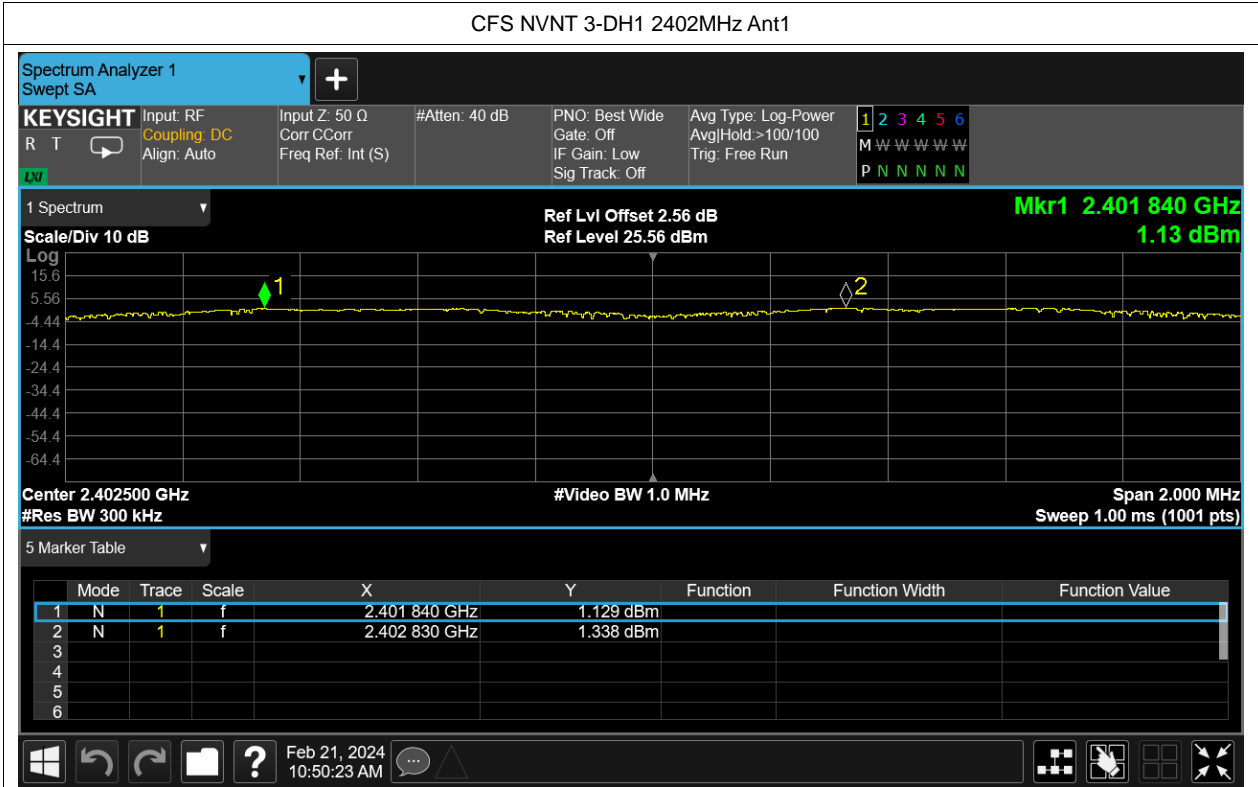 CFS NVNT 3-DH1 2402MHz Ant1
Spectrum Analyzer 1
Swept SA
KEYSIGHT
R T
LXI
Input: RF
Coupling: DC
Align: Auto
Input Z: 50 Ω
Corr CCorr
Freq Ref: Int (S)
#Atten: 40 dB
PNO: Best Wide
Gate: Off
IF Gain: Low
Sig Track: Off
Avg Type: Log-Power
Avg|Hold:>100/100
Trig: Free Run
1 2 3 4 5 6
M W W W W W
P N N N N N
1 Spectrum
Scale/Div 10 dB
Ref Lvl Offset 2.56 dB
Ref Level 25.56 dBm
Mkr1 2.401 840 GHz
1.13 dBm
Log
15.6
5.56
-4.44
-14.4
-24.4
-34.4
-44.4
-54.4
-64.4
1
2
Center 2.402500 GHz
#Video BW 1.0 MHz
Span 2.000 MHz
#Res BW 300 kHz
Sweep 1.00 ms (1001 pts)
5 Marker Table
Mode Trace Scale X Y Function Function Width Function Value
1 N 1 f 2.401 840 GHz 1.129 dBm
2 N 1 f 2.402 830 GHz 1.338 dBm
3
4
5
6
?
Feb 21, 2024
10:50:23 AM